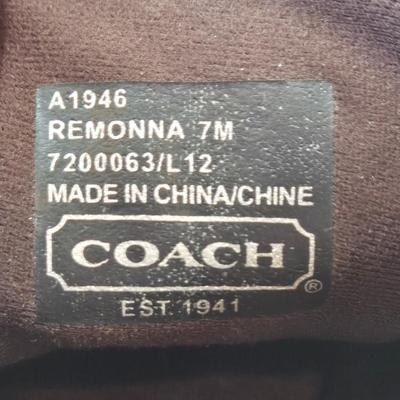 A1946
REMONNA 7M
7200063/L12
MADE IN CHINA/CHINE
COACH ®
EST. 1941